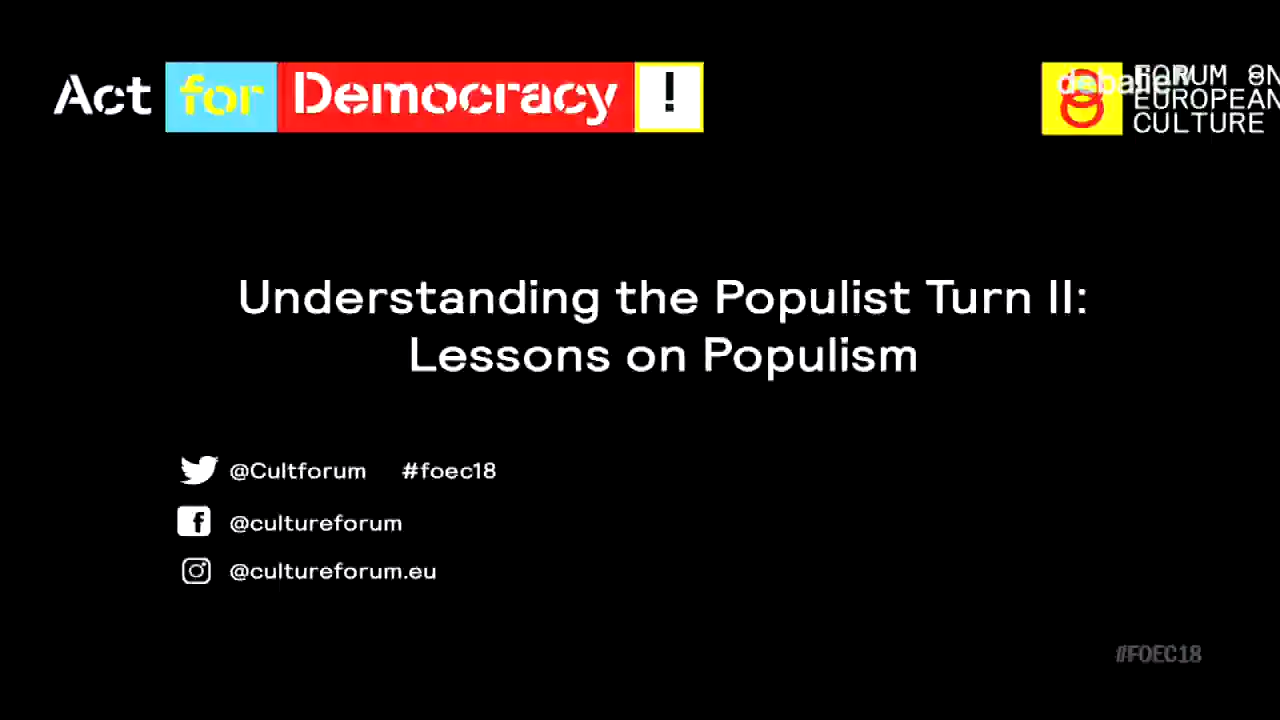 Act for Democracy !
debalie
FORUM ON
EUROPEAN
CULTURE
Understanding the Populist Turn II:
Lessons on Populism
@Cultforum #foec18
@cultureforum
@cultureforum.eu
#FOEC18